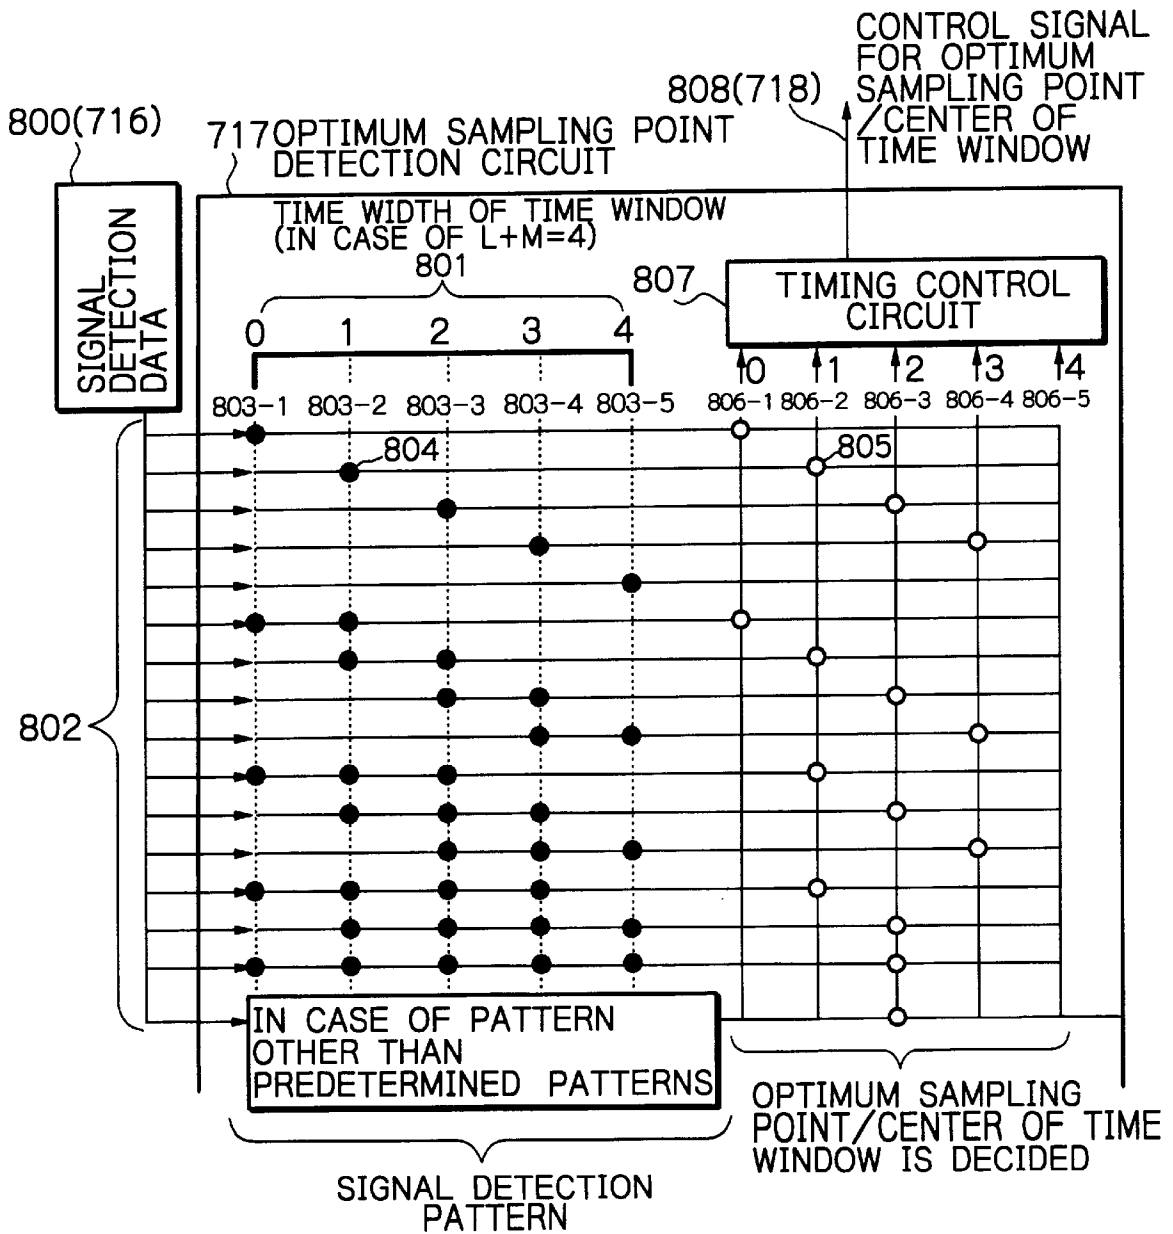 CONTROL SIGNAL
FOR OPTIMUM
SAMPLING POINT
/CENTER OF
TIME WINDOW
808(718)
800(716)
717 OPTIMUM SAMPLING POINT
DETECTION CIRCUIT
TIME WIDTH OF TIME WINDOW
(IN CASE OF L+M=4)
801
SIGNAL
DETECTION
DATA
807
TIMING CONTROL
CIRCUIT
0 1 2 3 4
0 1 2 3 4
803-1 803-2 803-3 803-4 803-5
806-1 806-2 806-3 806-4 806-5
804
805
802
IN CASE OF PATTERN
OTHER THAN
PREDETERMINED PATTERNS
OPTIMUM SAMPLING
POINT/CENTER OF TIME
WINDOW IS DECIDED
SIGNAL DETECTION
PATTERN